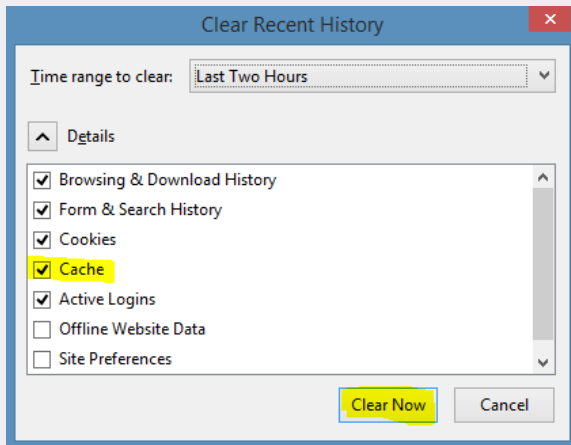 Clear Recent History
Time range to clear: Last Two Hours
Details
Browsing & Download History
Form & Search History
Cookies
Cache
Active Logins
Offline Website Data
Site Preferences
Clear Now Cancel